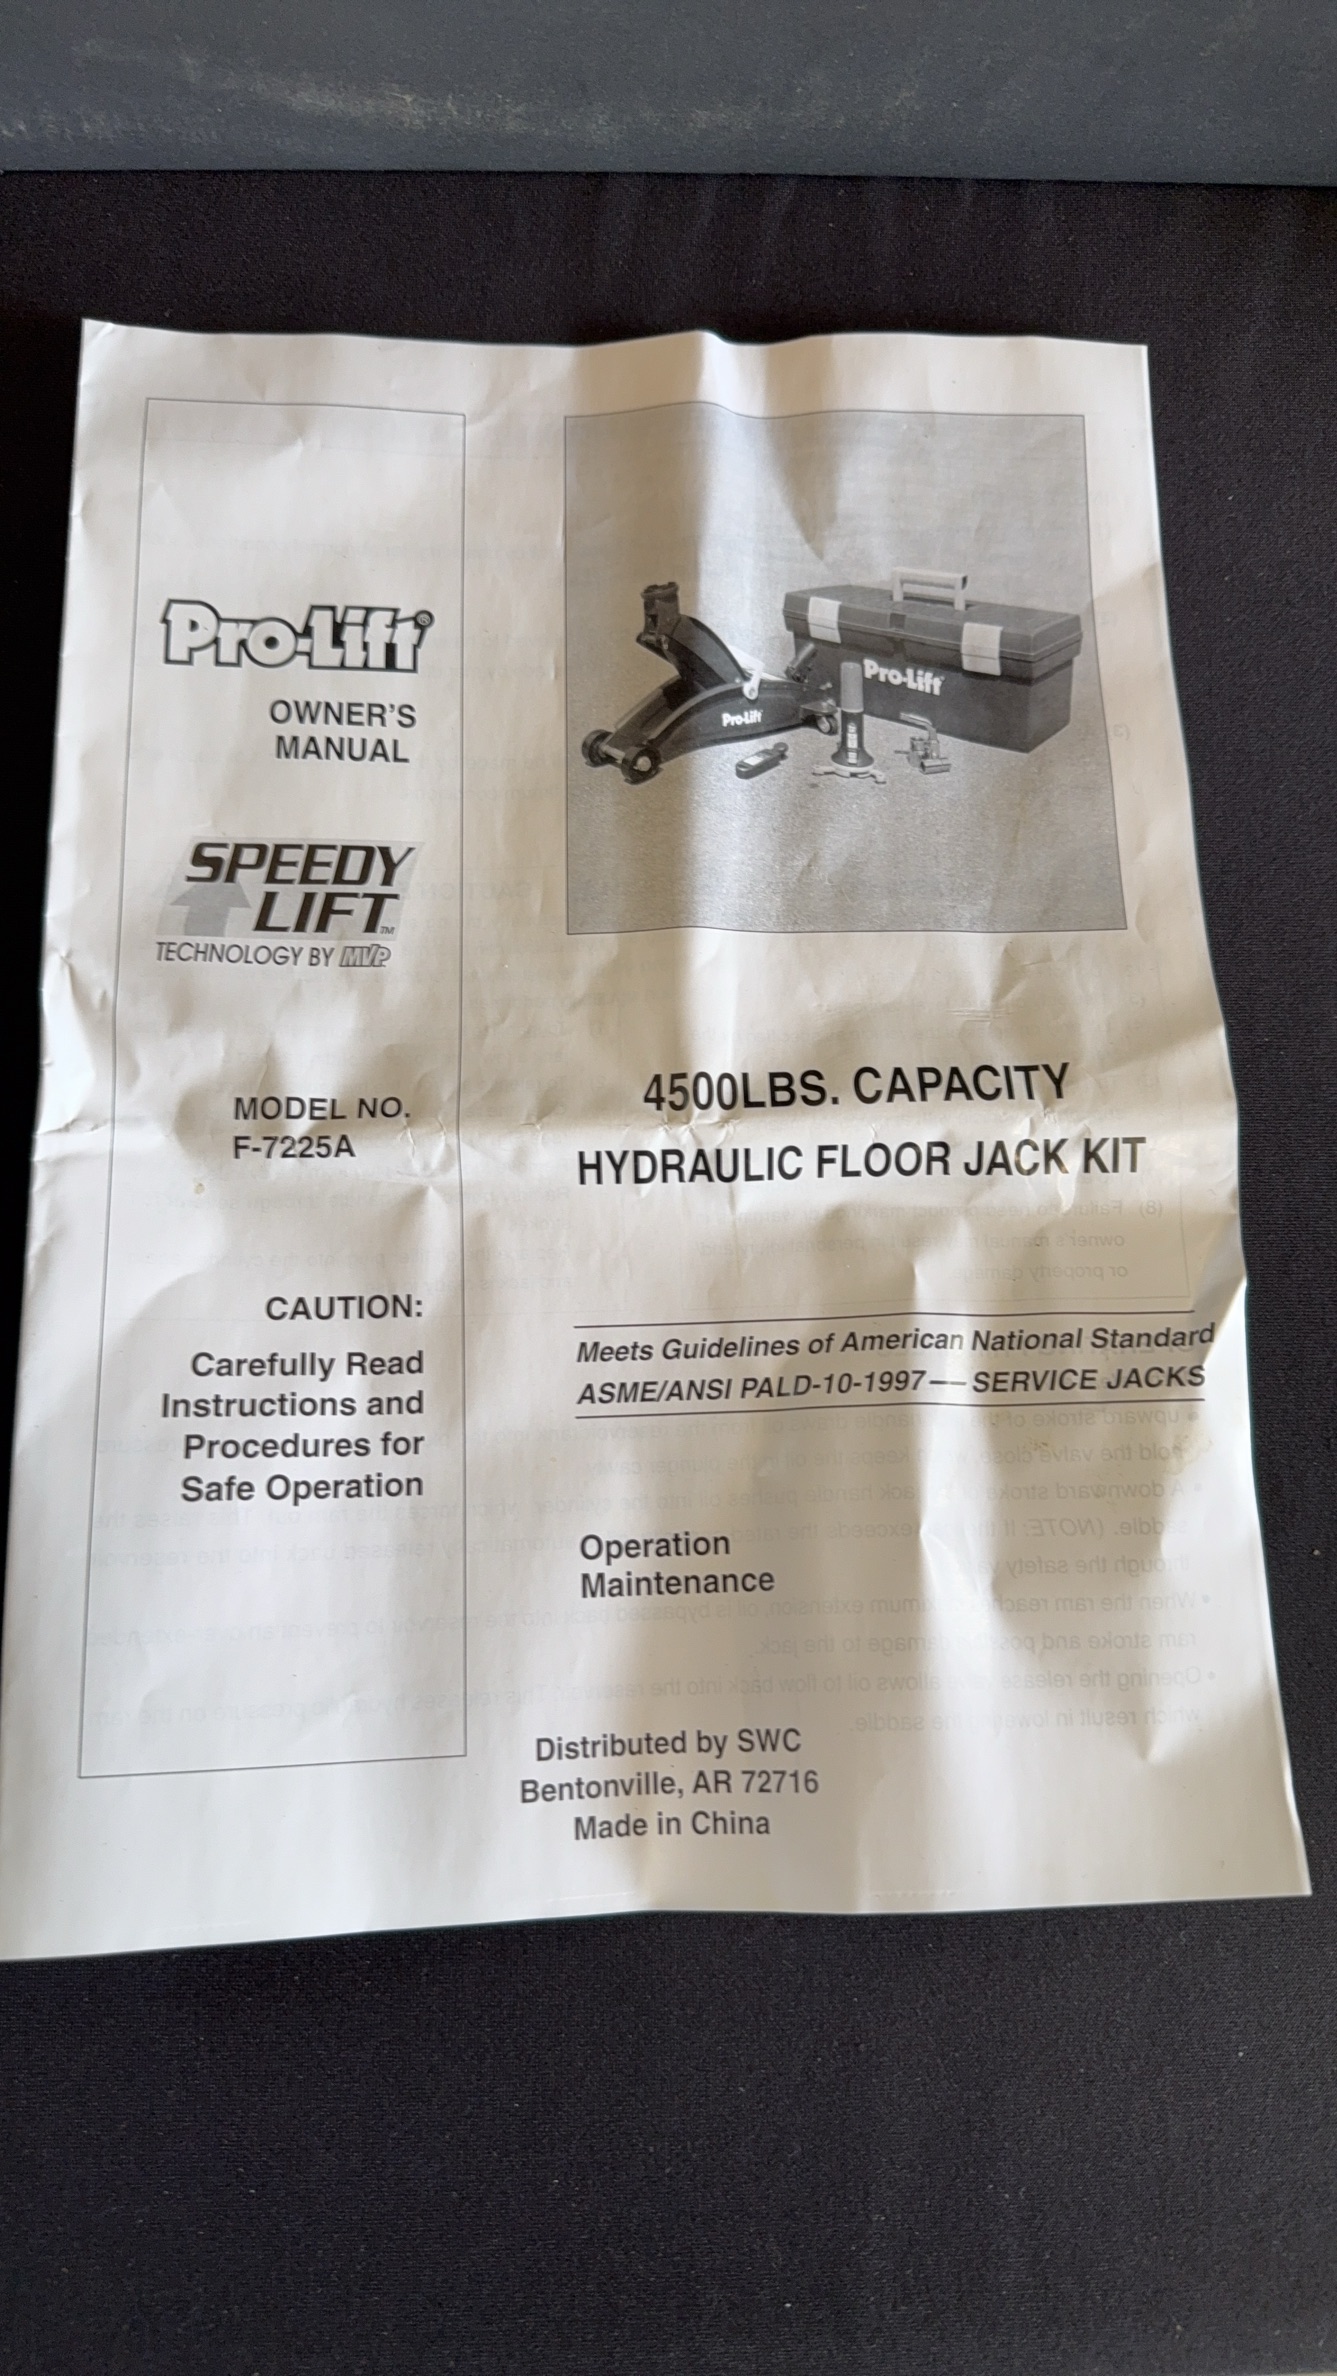 Pro-Lift®
OWNER'S
MANUAL
SPEEDY
LIFT™
TECHNOLOGY BY MVP
MODEL NO.
F-7225A
CAUTION:
Carefully Read
Instructions and
Procedures for
Safe Operation
Pro-Lift
Pro-Lift
4500LBS. CAPACITY
HYDRAULIC FLOOR JACK KIT
Meets Guidelines of American National Standard
ASME/ANSI PALD-10-1997— SERVICE JACKS
Operation
Maintenance
Distributed by SWC
Bentonville, AR 72716
Made in China